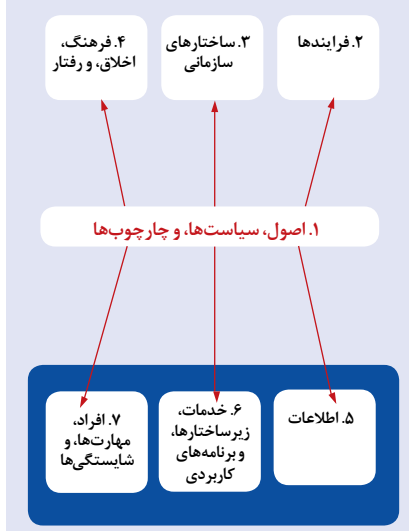 ۲. فرایندها
۳. ساختارهای
سازمانی
۴. فرهنگ،
اخلاق، و رفتار
۱. اصول، سیاست‌ها، و چارچوب‌ها
۵. اطلاعات
۶. خدمات،
زیرساختارها،
و برنامه‌های
کاربردی
۷. افراد،
مهارت‌ها، و
شایستگی‌ها